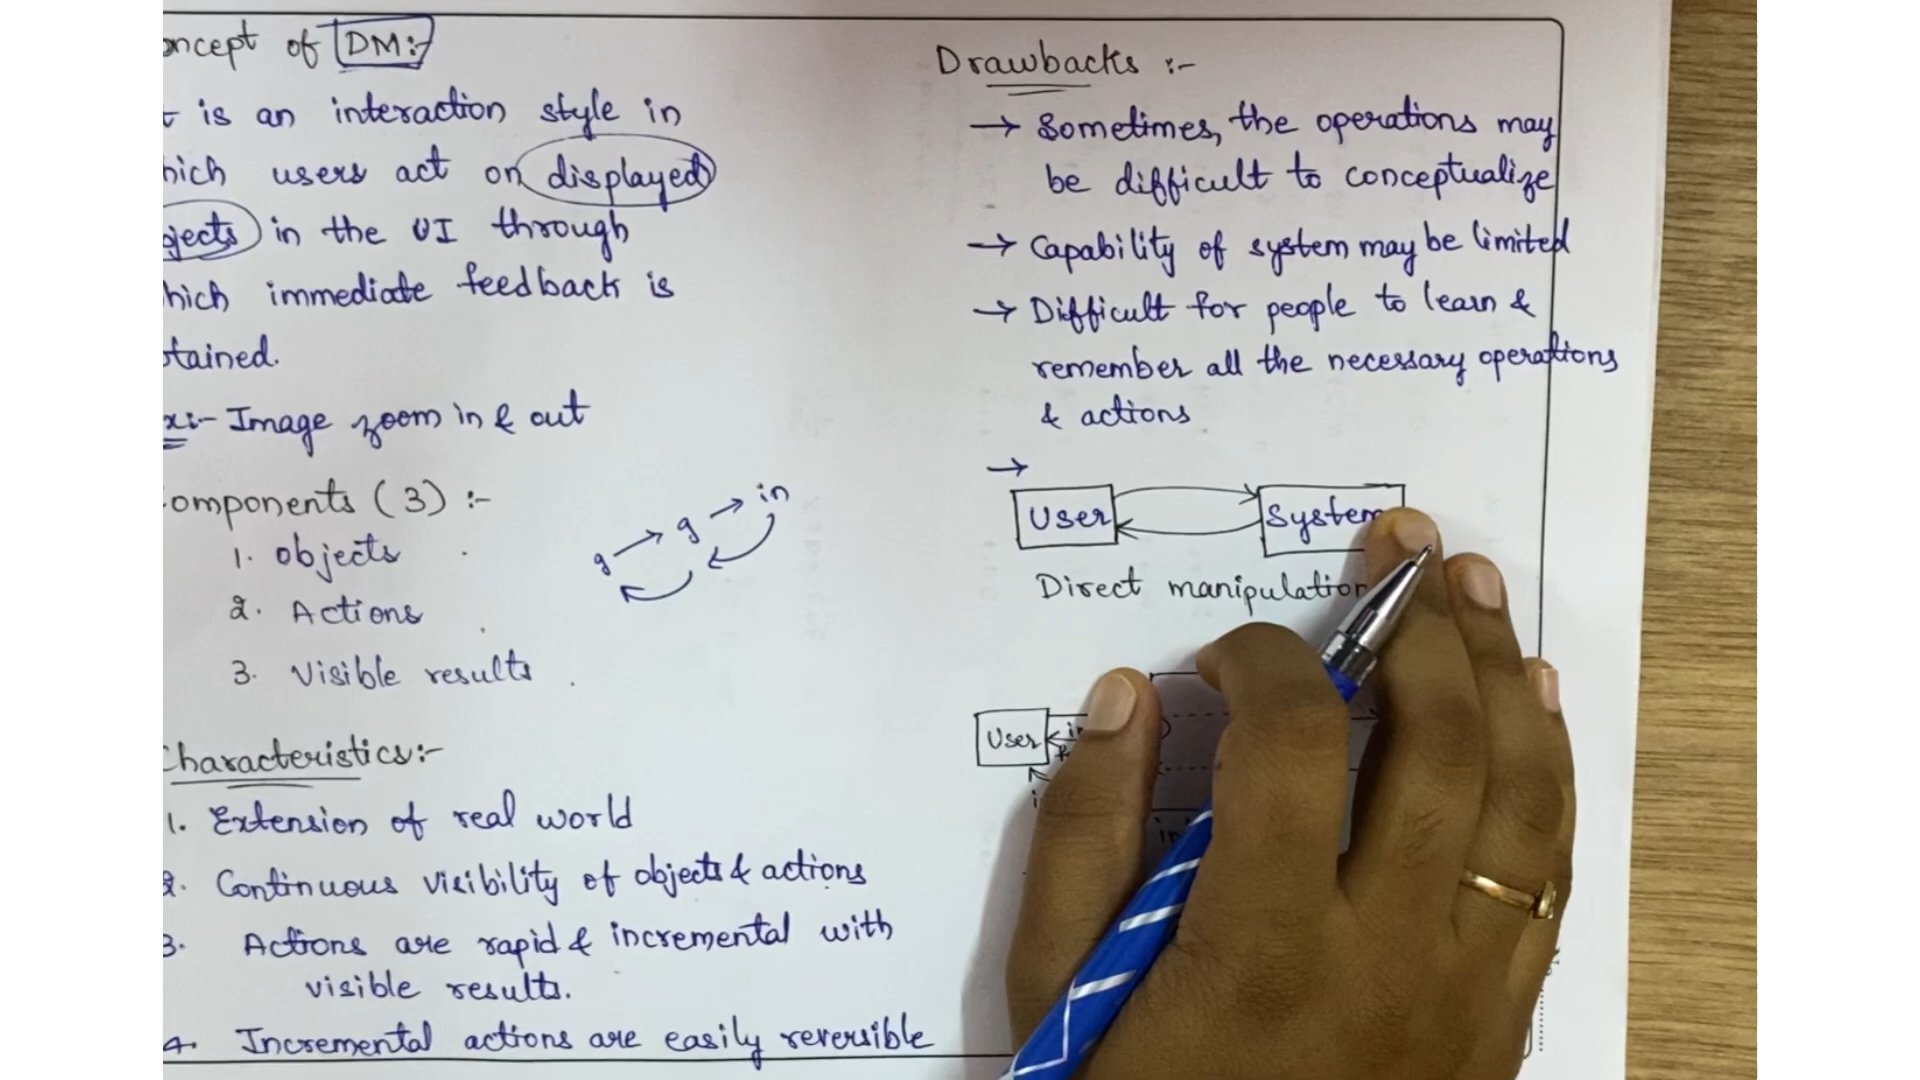 oncept of DM:-
t is an interaction style in
hich users act on displayed
jects in the UI through
hich immediate feedback is
tained.
x:- Image zoom in & out
omponents (3) :-
1. Objects
2. Actions
3. Visible results
g → g → in
Characteristics:-
1. Extension of real world
2. Continuous visibility of objects & actions
3. Actions are rapid & incremental with
visible results.
4. Incremental actions are easily reversible
Drawbacks :-
→ Sometimes, the operations may
be difficult to conceptualize
→ Capability of system may be limited
→ Difficult for people to learn &
remember all the necessary operations
& actions
→
User System
Direct manipulation
User